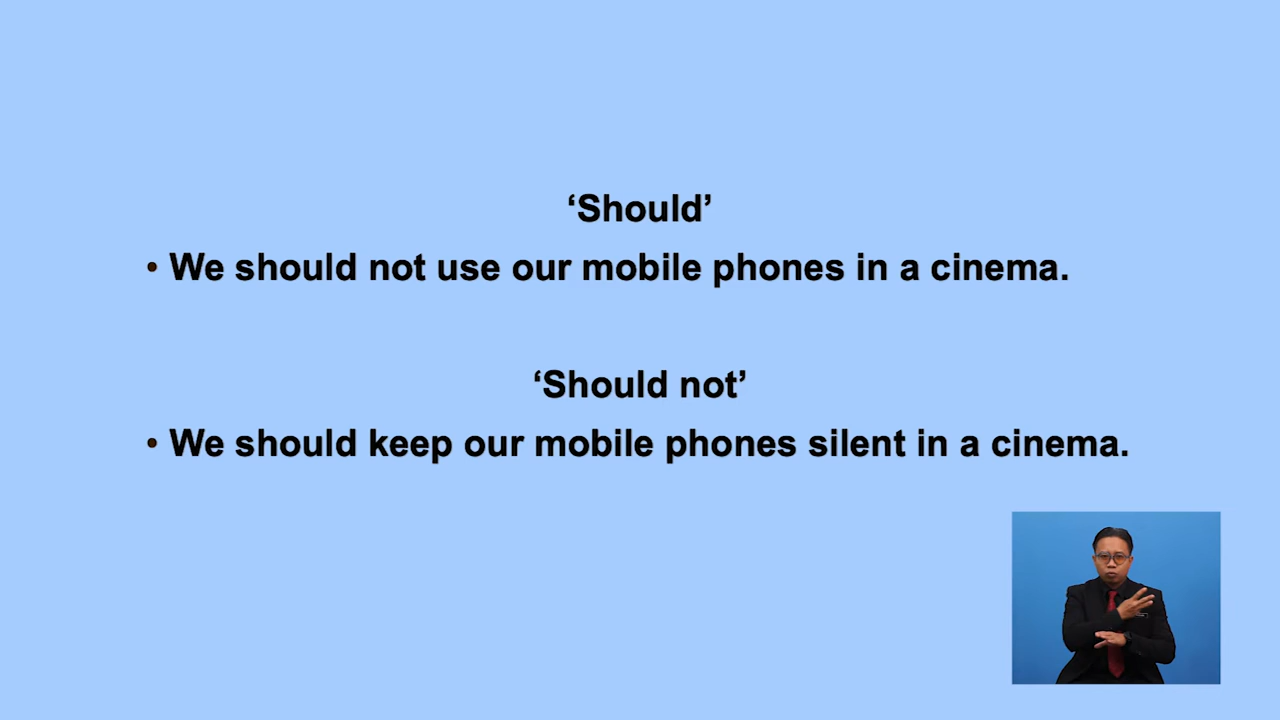 ‘Should’
• We should not use our mobile phones in a cinema.
‘Should not’
• We should keep our mobile phones silent in a cinema.